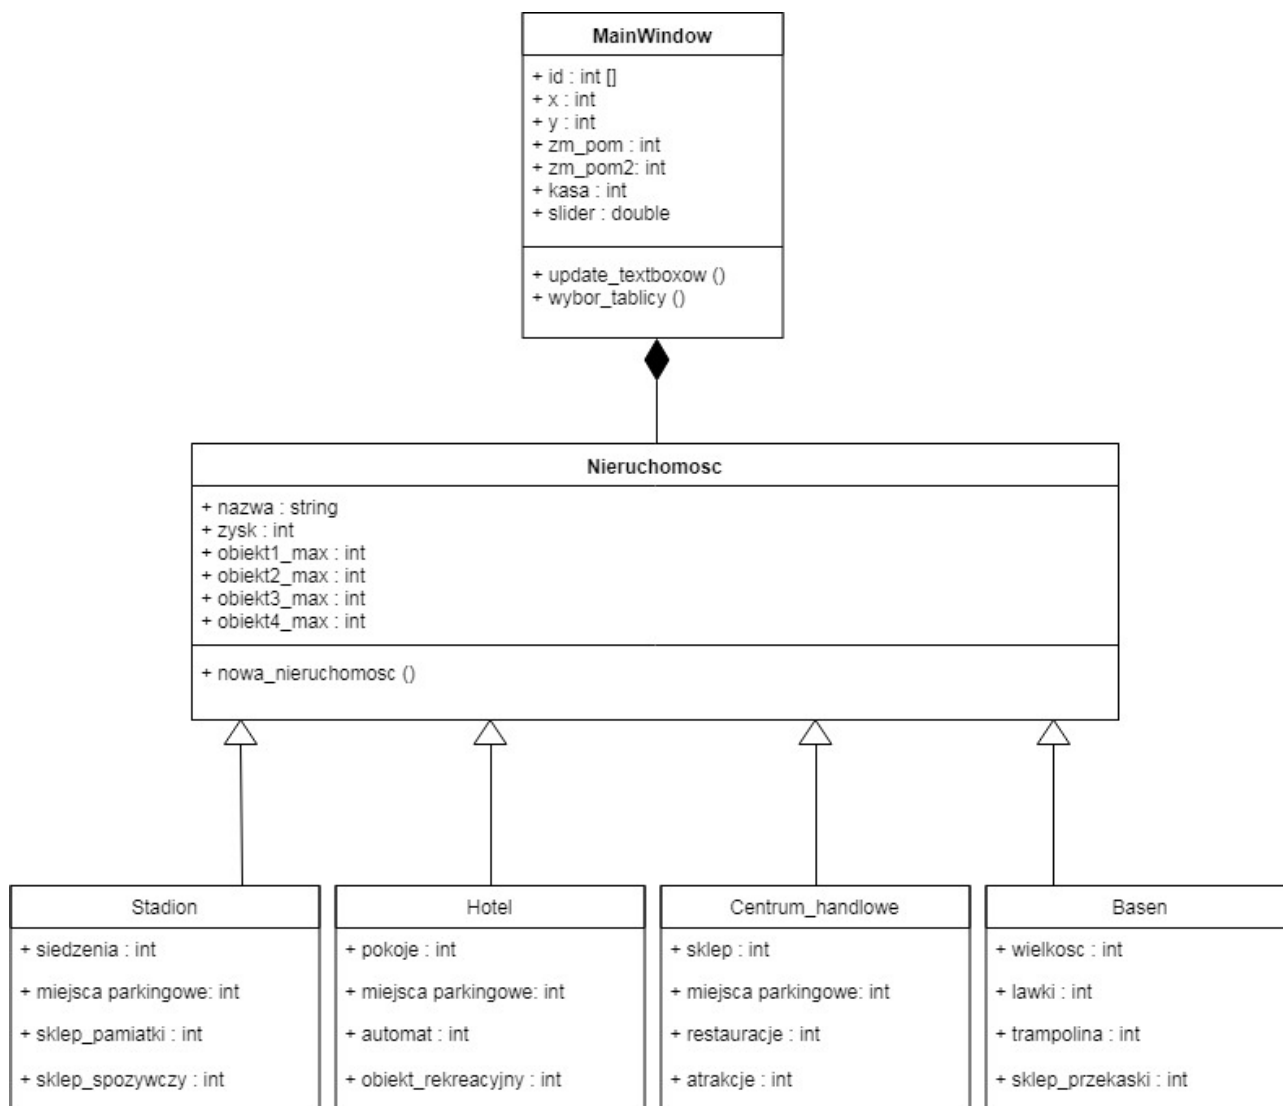 MainWindow
+ id : int []
+ x : int
+ y : int
+ zm_pom : int
+ zm_pom2: int
+ kasa : int
+ slider : double
+ update_textboxow ()
+ wybor_tablicy ()
Nieruchomosc
+ nazwa : string
+ zysk : int
+ obiekt1_max : int
+ obiekt2_max : int
+ obiekt3_max : int
+ obiekt4_max : int
+ nowa_nieruchomosc ()
Stadion
+ siedzenia : int
+ miejsca parkingowe: int
+ sklep_pamiatki : int
+ sklep_spozywczy : int
Hotel
+ pokoje : int
+ miejsca parkingowe: int
+ automat : int
+ obiekt_rekreacyjny : int
Centrum_handlowe
+ sklep : int
+ miejsca parkingowe: int
+ restauracje : int
+ atrakcje : int
Basen
+ wielkosc : int
+ lawki : int
+ trampolina : int
+ sklep_przekaski : int